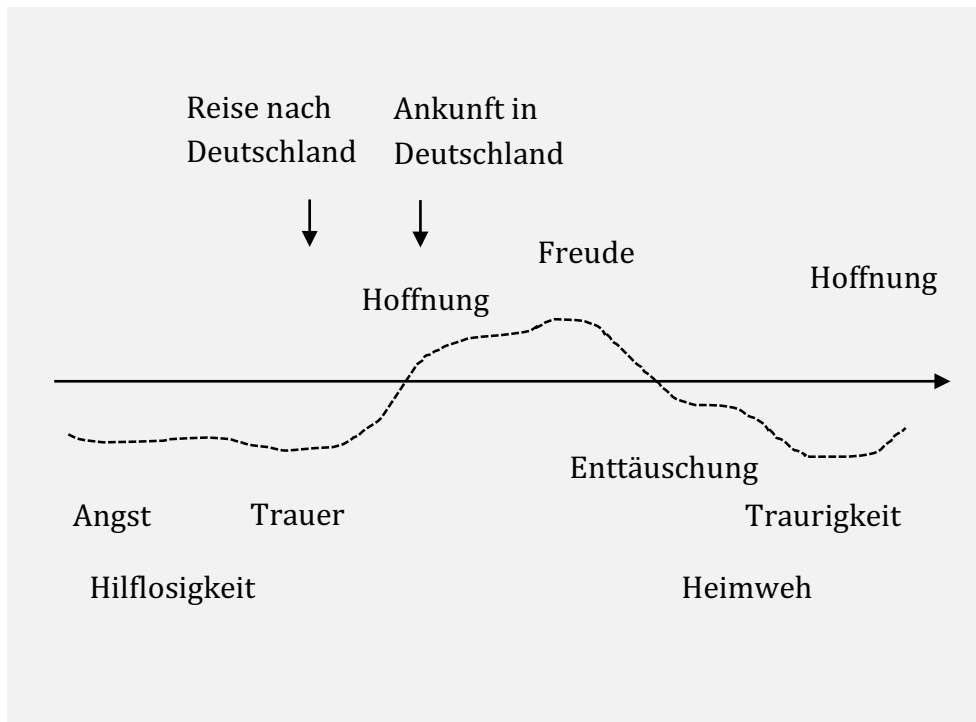 Reise nach
Deutschland
Ankunft in
Deutschland
Freude
Hoffnung
Hoffnung
Enttäuschung
Angst
Trauer
Traurigkeit
Hilflosigkeit
Heimweh